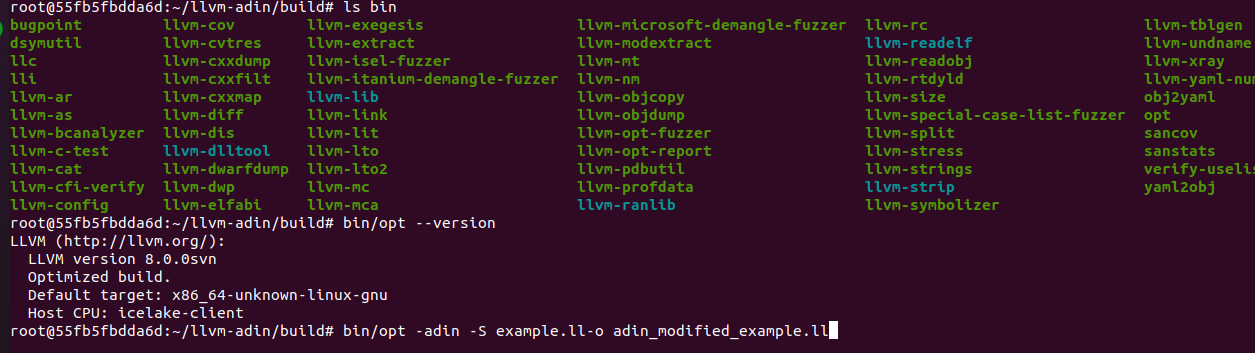 root@55fb5fbdda6d:~/llvm-adin/build# ls bin
bugpoint llvm-cov llvm-exegesis llvm-microsoft-demangle-fuzzer llvm-rc llvm-tblgen
dsymutil llvm-cvtres llvm-extract llvm-modextract llvm-readelf llvm-undname
llc llvm-cxxdump llvm-isel-fuzzer llvm-mt llvm-readobj llvm-xray
lli llvm-cxxfilt llvm-itanium-demangle-fuzzer llvm-nm llvm-rtdyld llvm-yaml-nu
llvm-ar llvm-cxxmap llvm-lib llvm-objcopy llvm-size obj2yaml
llvm-as llvm-diff llvm-link llvm-objdump llvm-special-case-list-fuzzer opt
llvm-bcanalyzer llvm-dis llvm-lit llvm-opt-fuzzer llvm-split sancov
llvm-c-test llvm-dlltool llvm-lto llvm-opt-report llvm-stress sanstats
llvm-cat llvm-dwarfdump llvm-lto2 llvm-pdbutil llvm-strings verify-uselis
llvm-cfi-verify llvm-dwp llvm-mc llvm-profdata llvm-strip yaml2obj
llvm-config llvm-elfabi llvm-mca llvm-ranlib llvm-symbolizer
root@55fb5fbdda6d:~/llvm-adin/build# bin/opt --version
LLVM (http://llvm.org/):
  LLVM version 8.0.0svn
  Optimized build.
  Default target: x86_64-unknown-linux-gnu
  Host CPU: icelake-client
root@55fb5fbdda6d:~/llvm-adin/build# bin/opt -adin -S example.ll-o adin_modified_example.ll